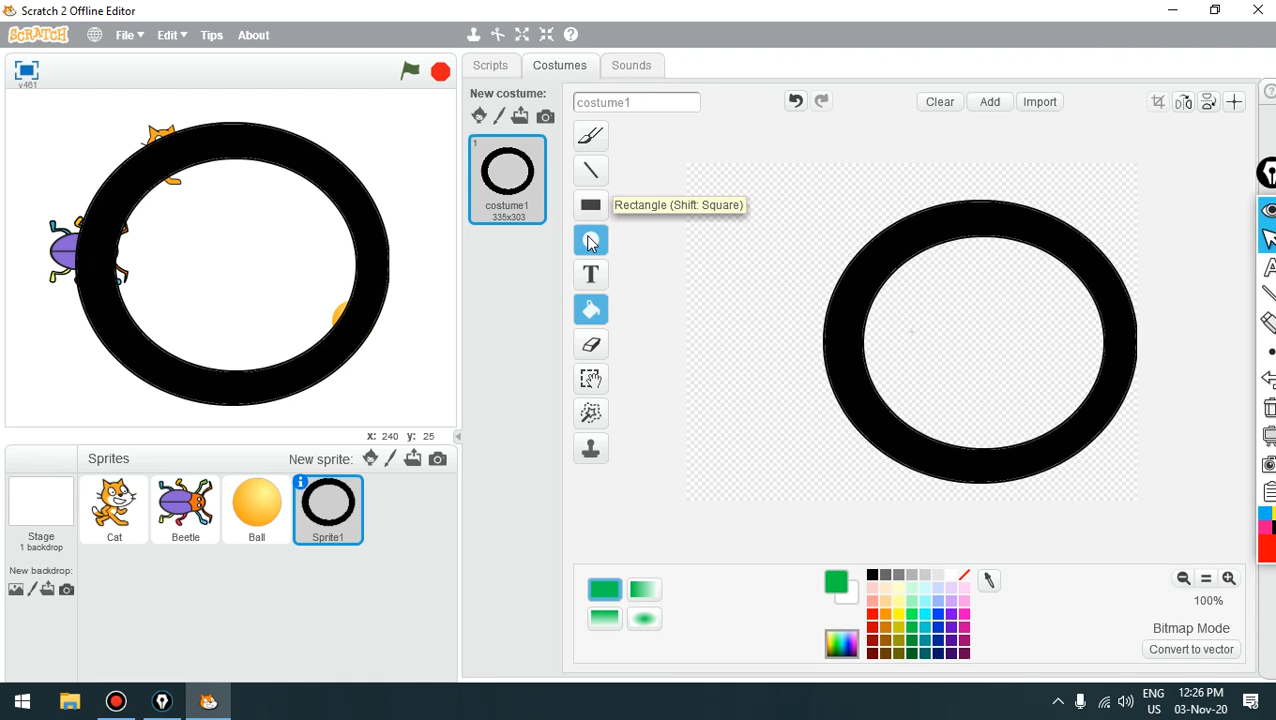 Scratch 2 Offline Editor
SCRATCH File Edit Tips About
v461
Scripts Costumes Sounds
New costume:
costume1
Clear Add Import
1
costume1
335x303
Rectangle (Shift: Square)
T
x: 240 y: 25
Sprites New sprite:
Stage
1 backdrop
New backdrop:
Cat Beetle Ball Sprite1
100%
Bitmap Mode
Convert to vector
ENG
US
12:26 PM
03-Nov-20